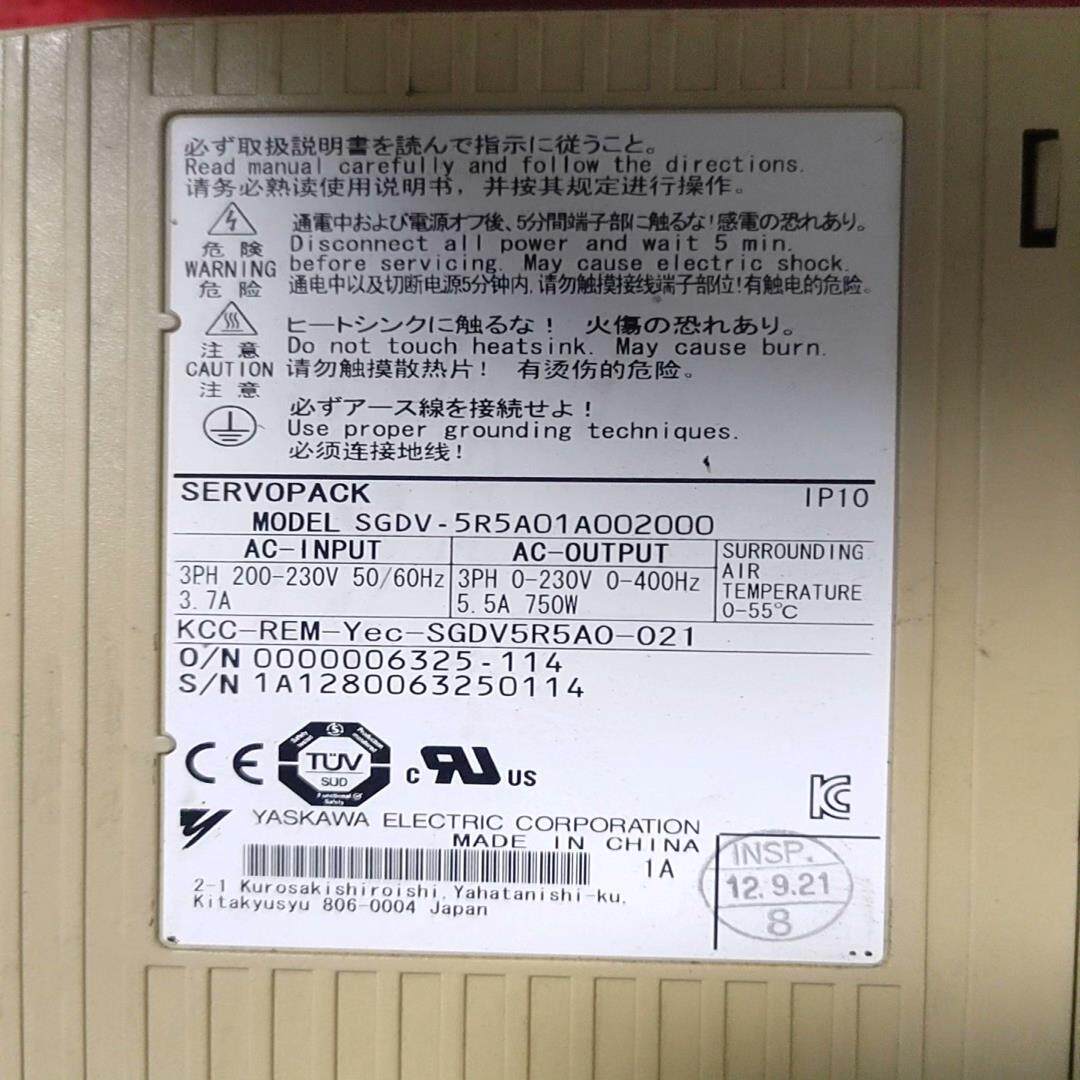 必ず取扱説明書を読んで指示に従うこと。
Read manual carefully and follow the directions.
请务必熟读使用说明书，并按其规定进行操作。
危 険
WARNING
危 险
通電中および電源オフ後、5分間端子部に触るな!感電の恐れあり。
Disconnect all power and wait 5 min.
before servicing. May cause electric shock.
通电中以及切断电源5分钟内,请勿触摸接线端子部位!有触电的危险。
注 意
CAUTION
注 意
ヒートシンクに触るな! 火傷の恐れあり。
Do not touch heatsink. May cause burn.
请勿触摸散热片! 有烫伤的危险。
必ずアース線を接続せよ!
Use proper grounding techniques.
必须连接地线!
SERVOPACK IP10
MODEL SGDV-5R5A01A002000
AC-INPUT
3PH 200-230V 50/60Hz
3.7A
AC-OUTPUT
3PH 0-230V 0-400Hz
5.5A 750W
SURROUNDING
AIR
TEMPERATURE
0-55℃
KCC-REM-Yec-SGDV5R5A0-021
O/N 0000006325-114
S/N 1A1280063250114
CE
TÜV
SUD
Functional
Safety
c RU US
KC
YASKAWA ELECTRIC CORPORATION
MADE IN CHINA
1A
2-1 Kurosakishiroishi, Yahatanishi-ku,
Kitakyusyu 806-0004 Japan
INSP.
12.9.21
8